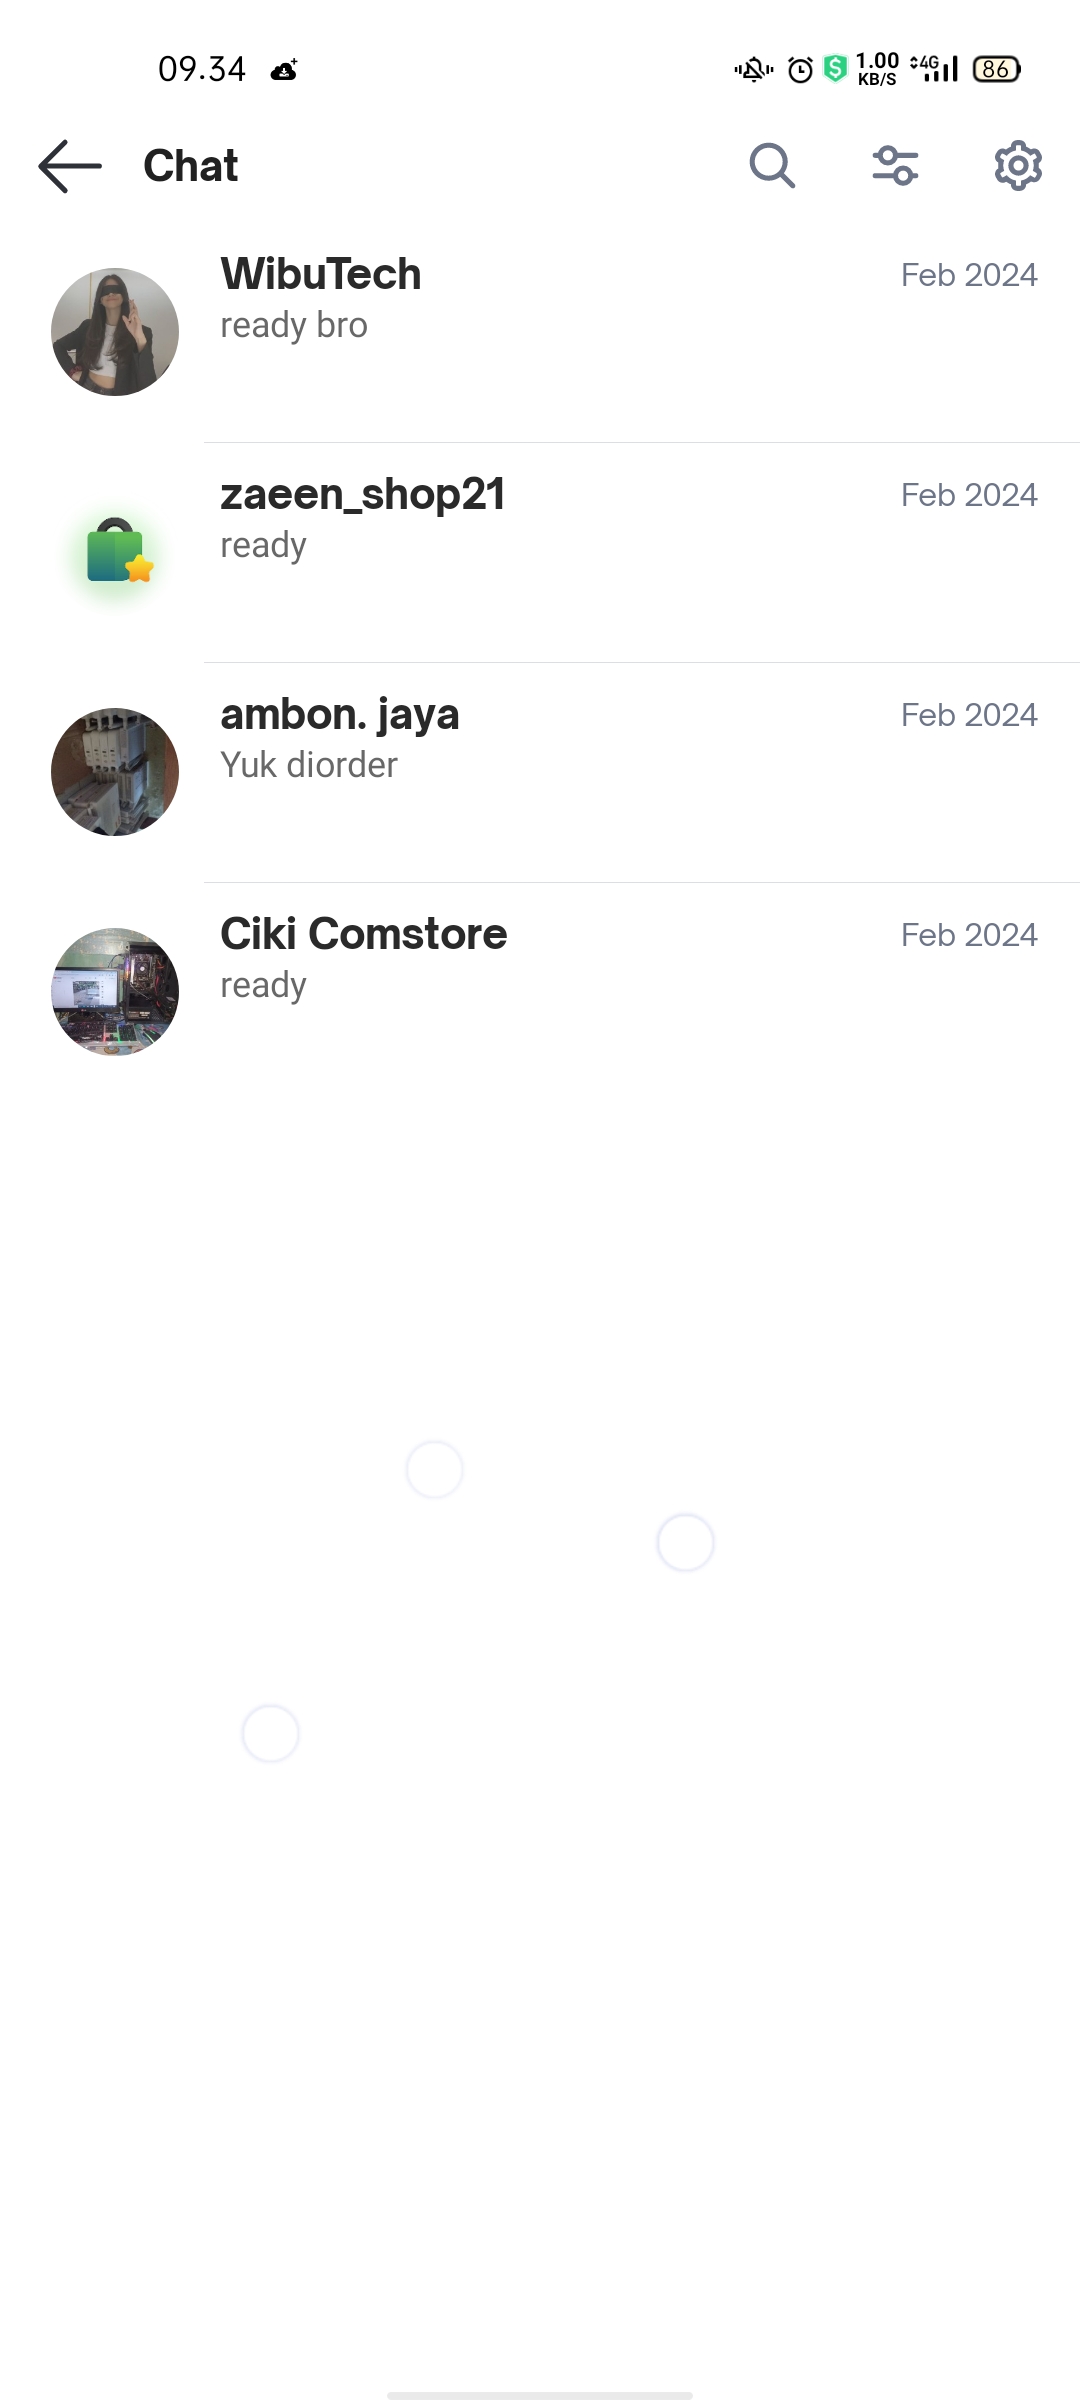 09.34
1.00
KB/S
4G
86
Chat
WibuTech
Feb 2024
ready bro
zaeen_shop21
Feb 2024
ready
ambon. jaya
Feb 2024
Yuk diorder
Ciki Comstore
Feb 2024
ready